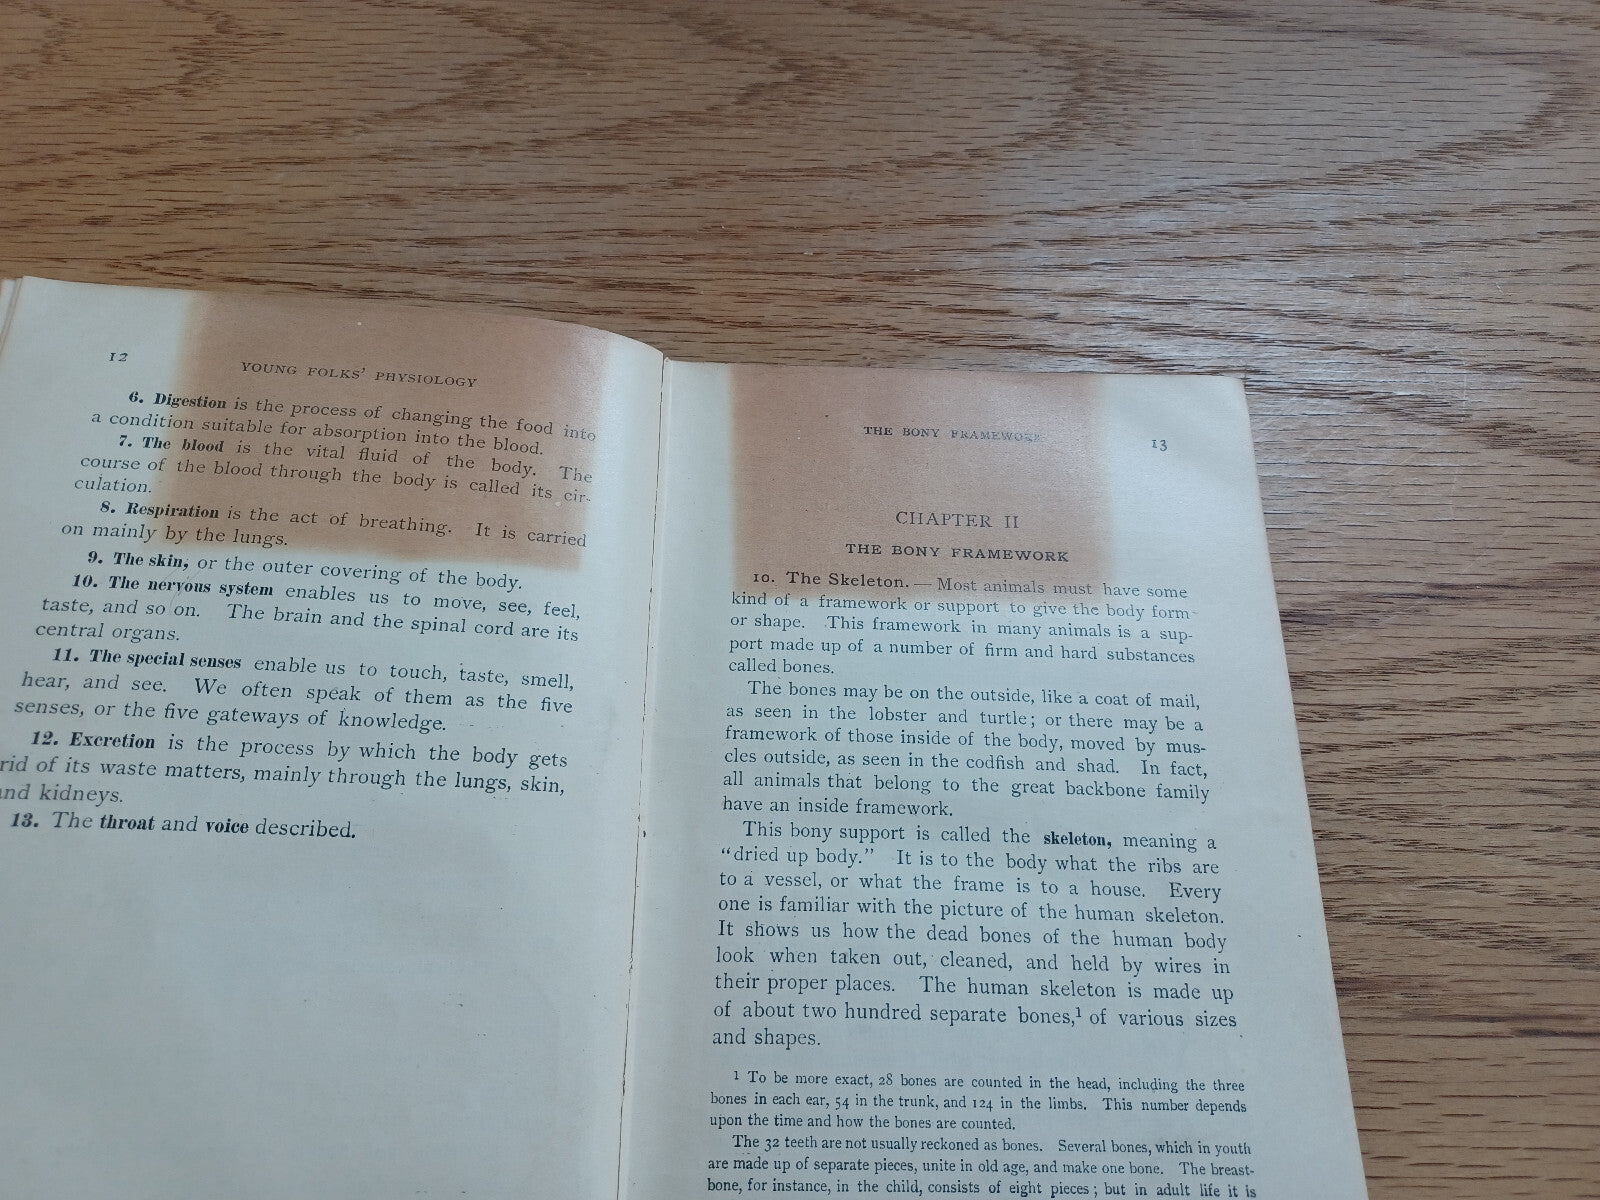 12
YOUNG FOLKS' PHYSIOLOGY
6. Digestion is the process of changing the food into
a condition suitable for absorption into the blood.
7. The blood is the vital fluid of the body. The
course of the blood through the body is called its cir-
culation.
8. Respiration is the act of breathing. It is carried
on mainly by the lungs.
9. The skin, or the outer covering of the body.
10. The nervous system enables us to move, see, feel,
taste, and so on. The brain and the spinal cord are its
central organs.
11. The special senses enable us to touch, taste, smell,
hear, and see. We often speak of them as the five
senses, or the five gateways of knowledge.
12. Excretion is the process by which the body gets
rid of its waste matters, mainly through the lungs, skin,
and kidneys.
13. The throat and voice described.
THE BONY FRAMEWORK
13
CHAPTER II
THE BONY FRAMEWORK
10. The Skeleton. — Most animals must have some
kind of a framework or support to give the body form
or shape. This framework in many animals is a sup-
port made up of a number of firm and hard substances
called bones.
The bones may be on the outside, like a coat of mail,
as seen in the lobster and turtle; or there may be a
framework of those inside of the body, moved by mus-
cles outside, as seen in the codfish and shad. In fact,
all animals that belong to the great backbone family
have an inside framework.
This bony support is called the skeleton, meaning a
"dried up body." It is to the body what the ribs are
to a vessel, or what the frame is to a house. Every
one is familiar with the picture of the human skeleton.
It shows us how the dead bones of the human body
look when taken out, cleaned, and held by wires in
their proper places. The human skeleton is made up
of about two hundred separate bones,1 of various sizes
and shapes.
1 To be more exact, 28 bones are counted in the head, including the three
bones in each ear, 54 in the trunk, and 124 in the limbs. This number depends
upon the time and how the bones are counted.
The 32 teeth are not usually reckoned as bones. Several bones, which in youth
are made up of separate pieces, unite in old age, and make one bone. The breast-
bone, for instance, in the child, consists of eight pieces; but in adult life it is